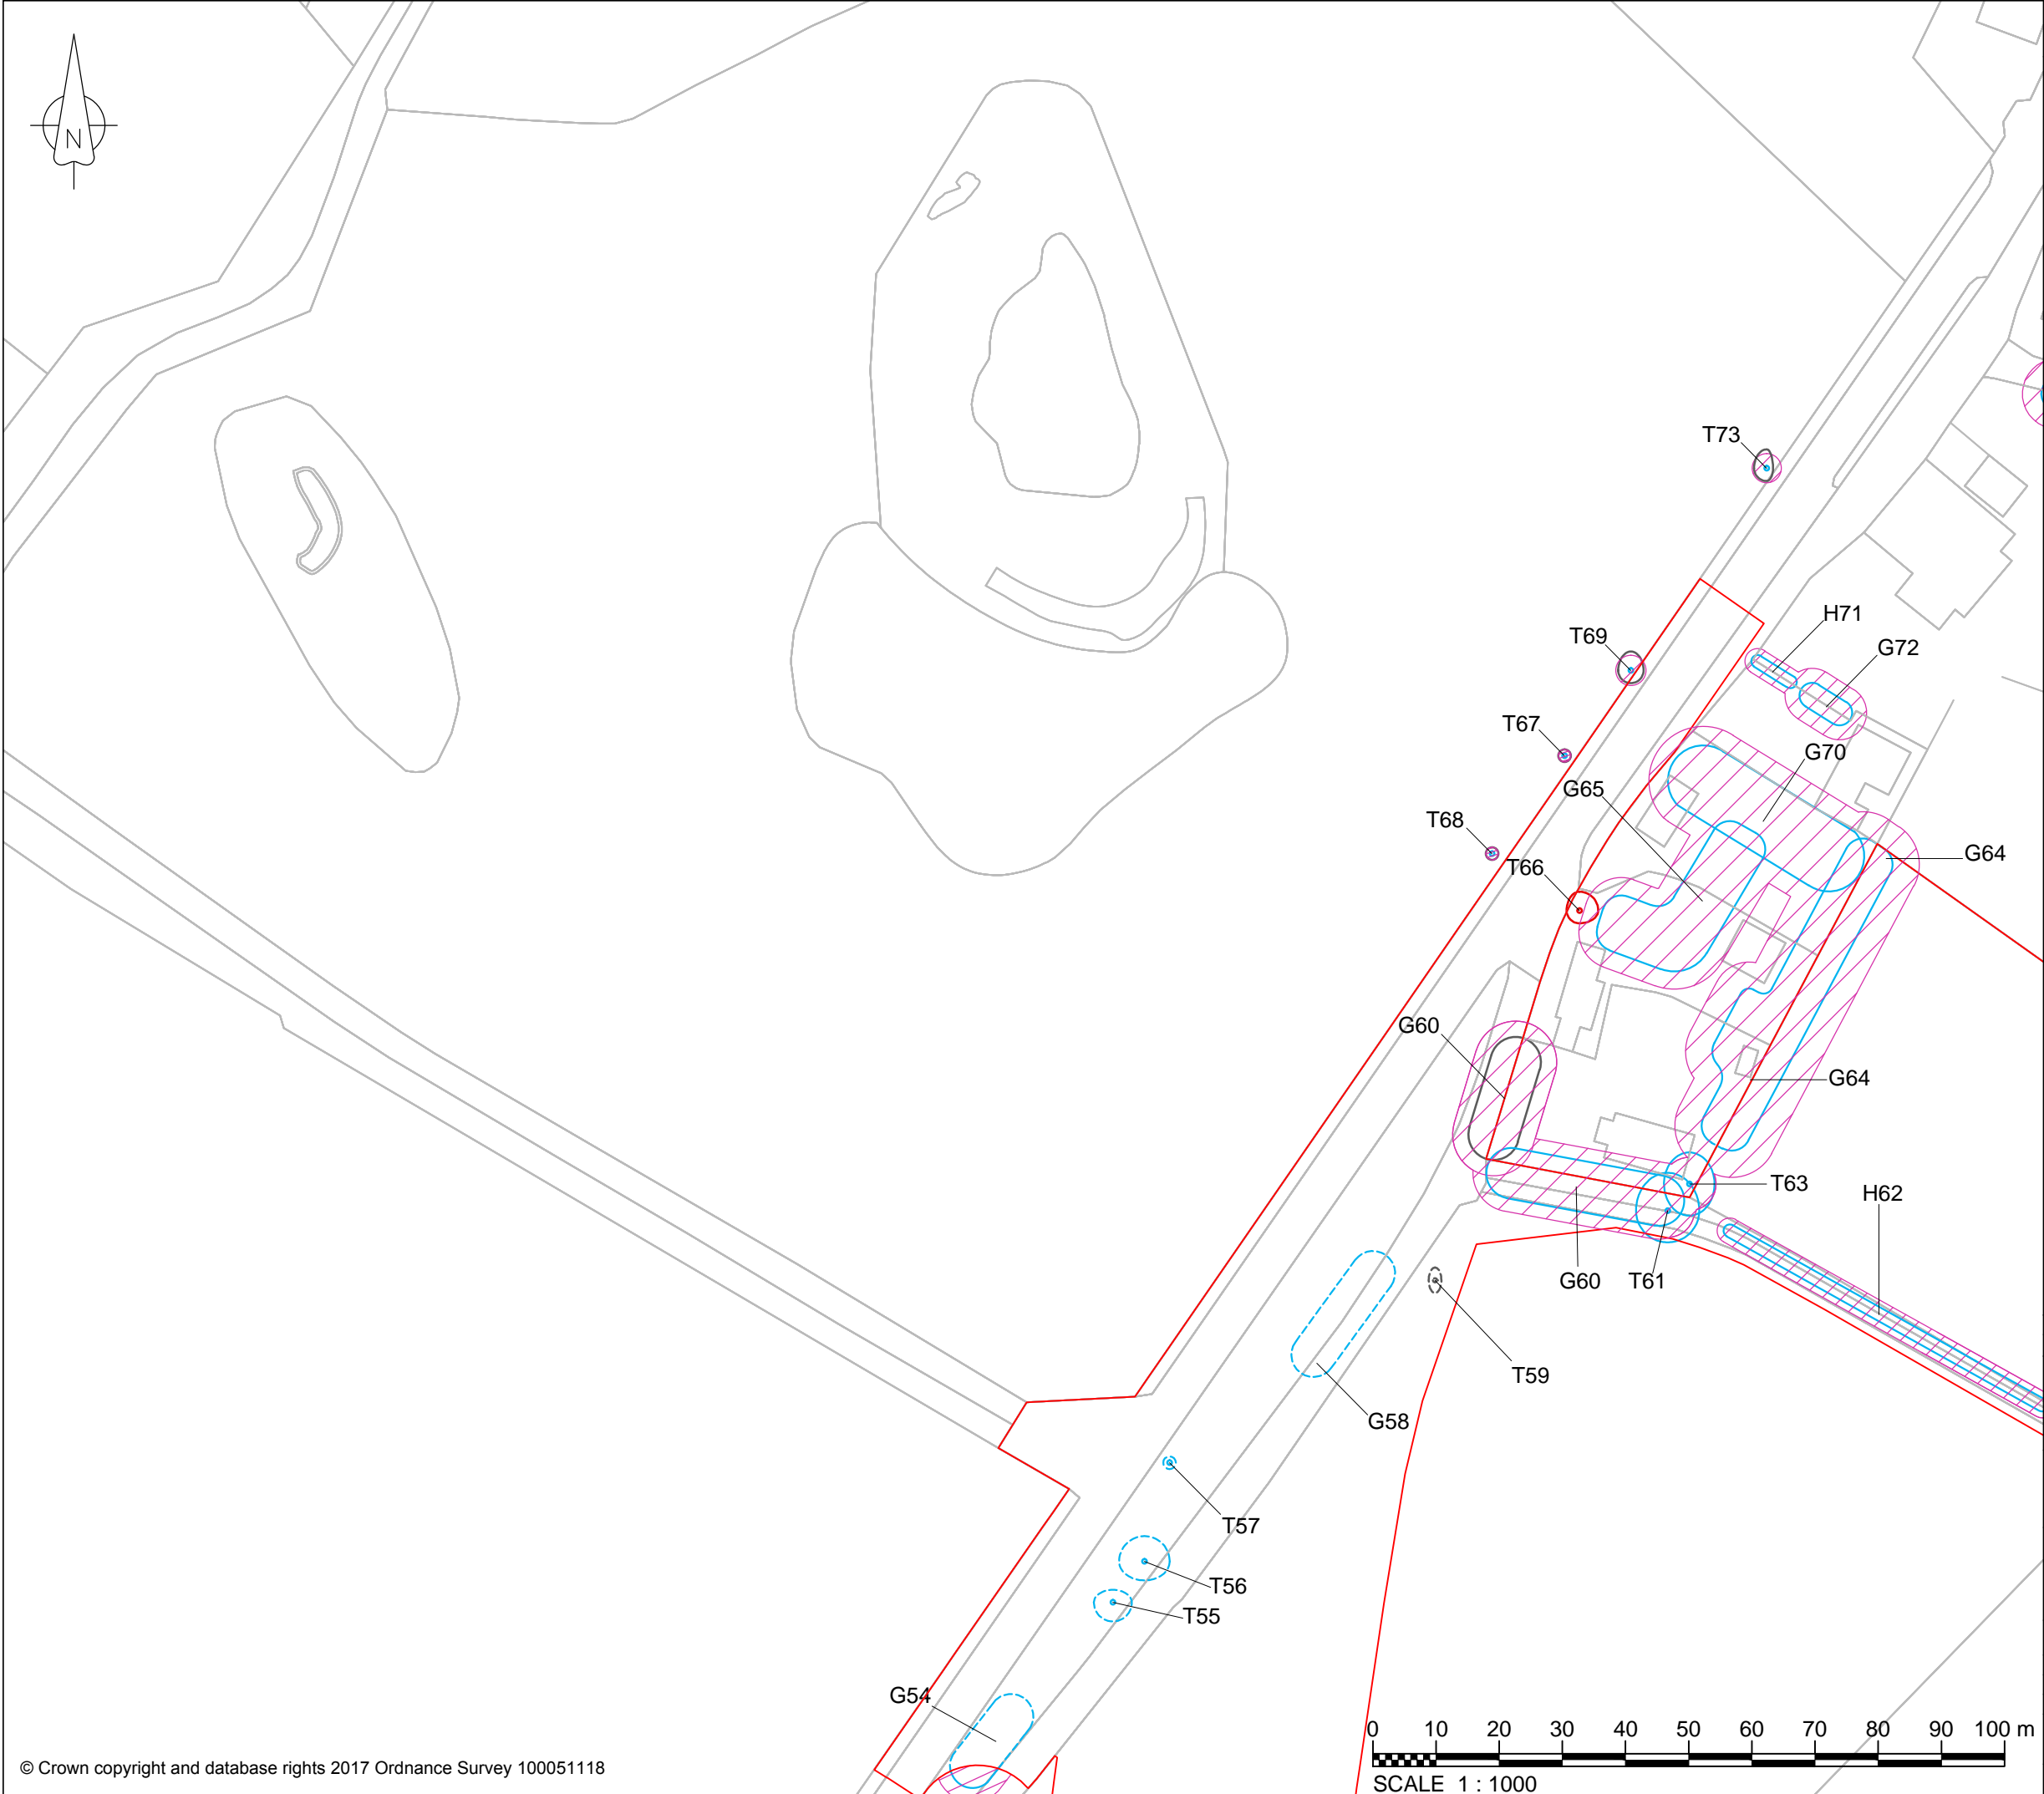 N
T73
H71
T69
G72
T67
G70
G65
T68
G64
T66
G60
G64
T63
H62
G60
T61
T59
G58
T57
T56
T55
G54
0 10 20 30 40 50 60 70 80 90 100 m
© Crown copyright and database rights 2017 Ordnance Survey 100051118
SCALE 1 : 1000